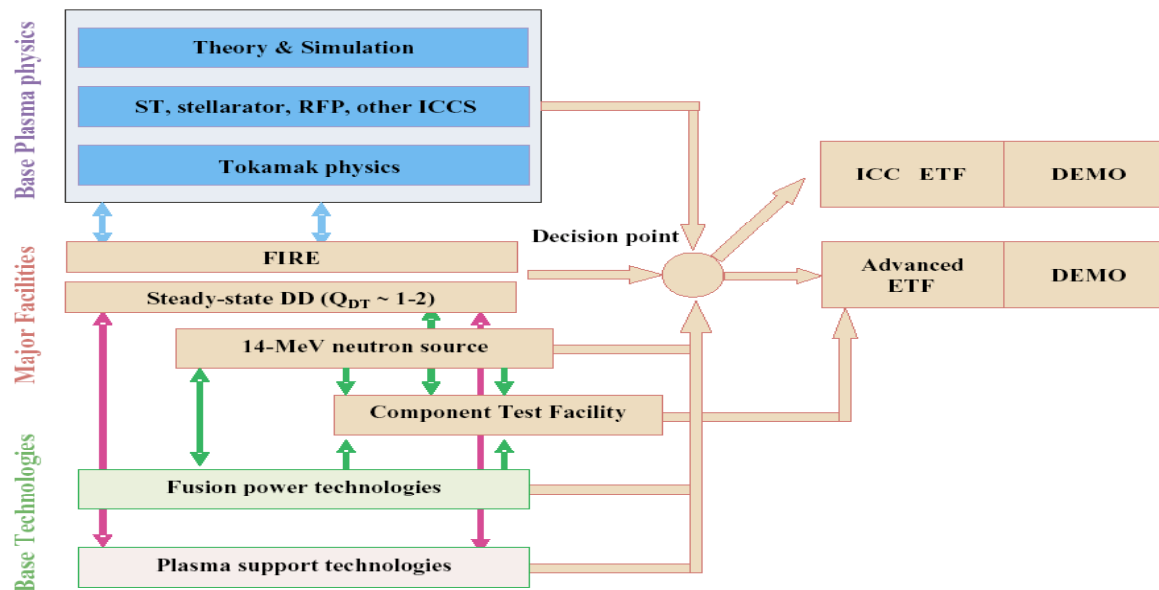 Base Plasma physics
Theory & Simulation
ST, stellarator, RFP, other ICCS
Tokamak physics
ICC ETF
DEMO
Decision point
Major Facilities
FIRE
Advanced
ETF
DEMO
Steady-state DD (QDT ~ 1-2)
14-MeV neutron source
Component Test Facility
Base Technologies
Fusion power technologies
Plasma support technologies